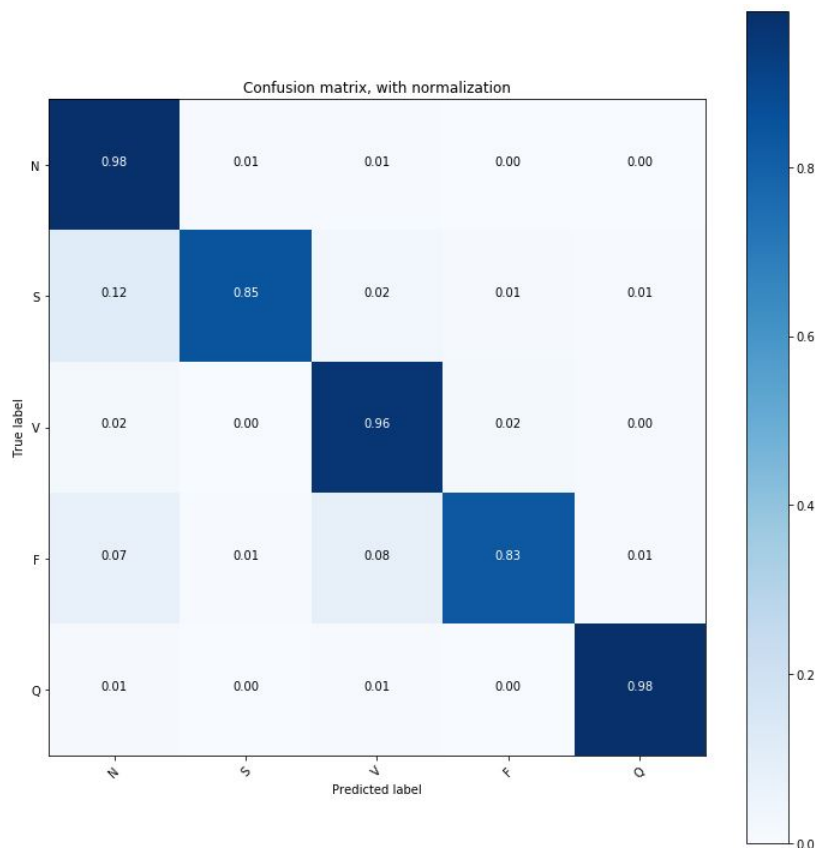 Confusion matrix, with normalization
N 0.98 0.01 0.01 0.00 0.00
S 0.12 0.85 0.02 0.01 0.01
V 0.02 0.00 0.96 0.02 0.00
F 0.07 0.01 0.08 0.83 0.01
Q 0.01 0.00 0.01 0.00 0.98
N S V F Q
True label
Predicted label
0.8
0.6
0.4
0.2
0.0